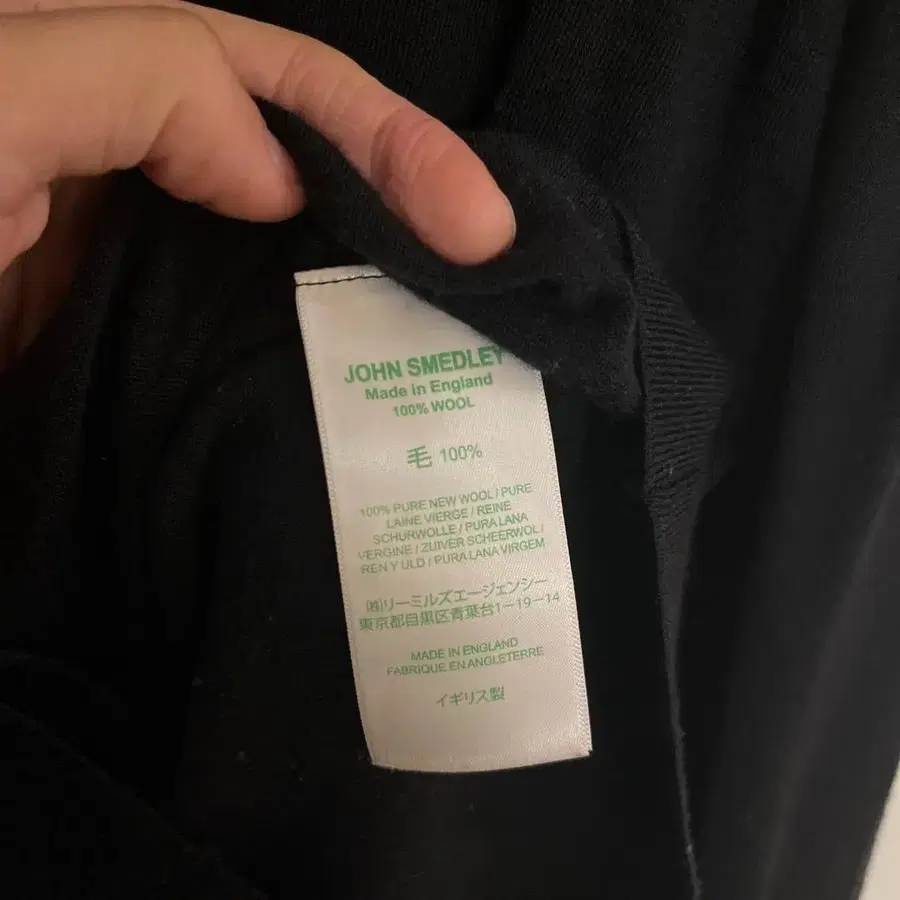 JOHN SMEDLEY
Made in England
100% WOOL
毛 100%
100% PURE NEW WOOL / PURE
LAINE VIERGE / REINE
SCHURWOLLE / PURA LANA
VERGINE / ZUIVER SCHEERWOL /
REN Y ULD / PURA LANA VIRGEM
㈱リーミルズエージェンシー
東京都目黒区青葉台1-19-14
MADE IN ENGLAND
FABRIQUE EN ANGLETERRE
イギリス製